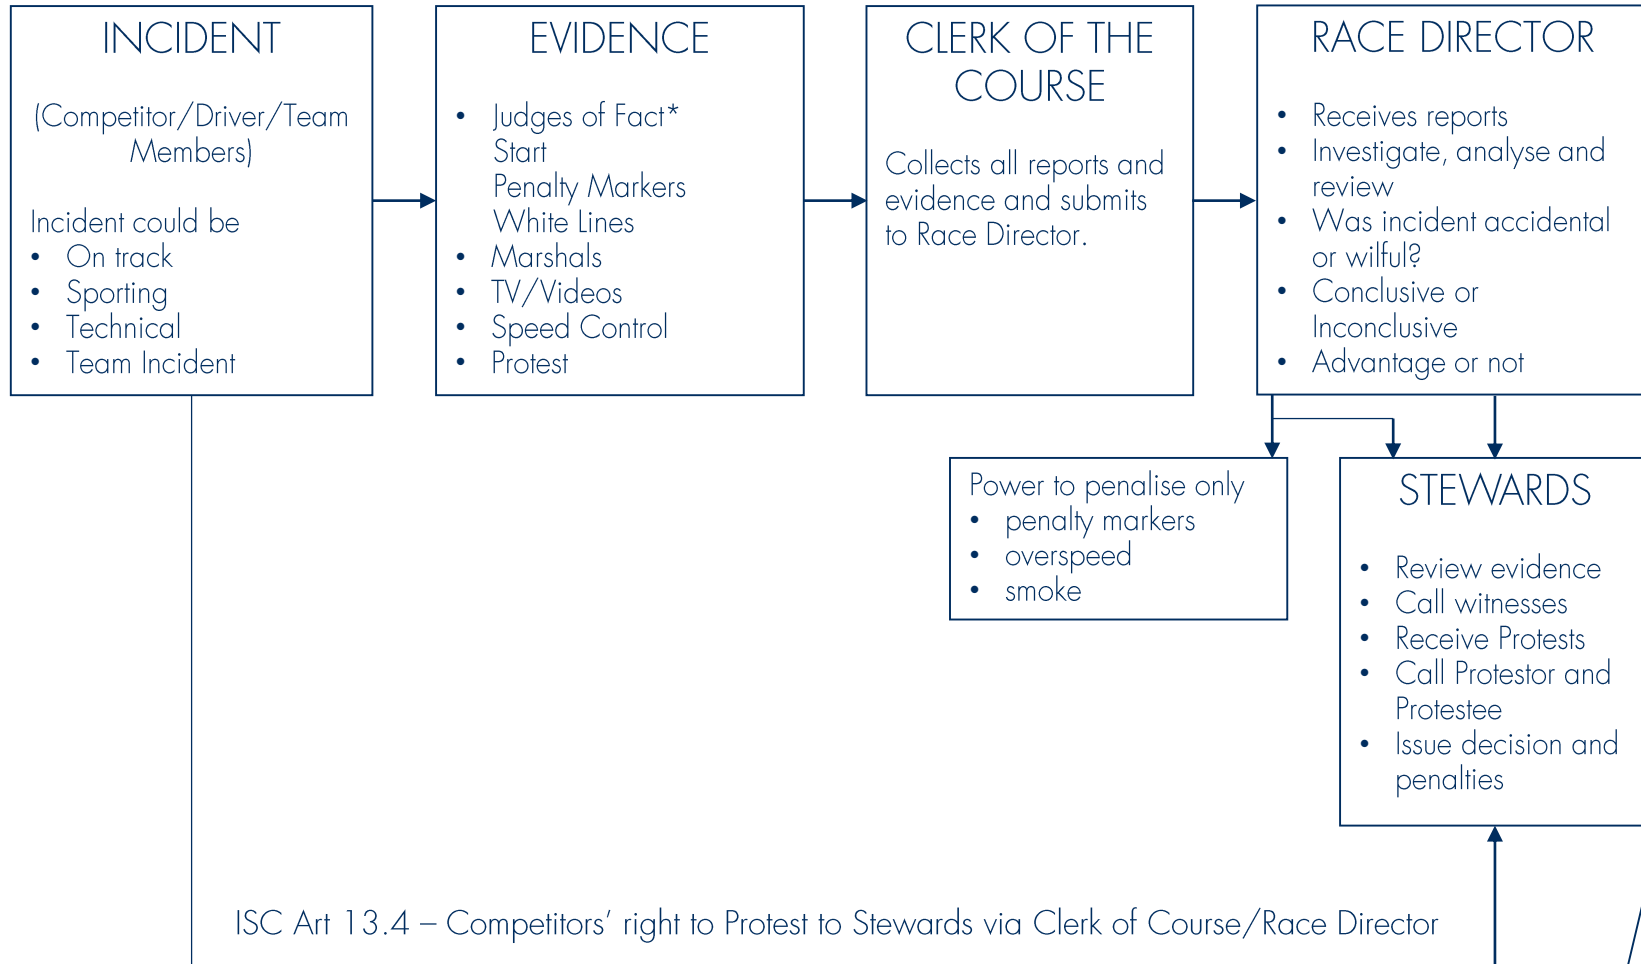 INCIDENT
(Competitor/Driver/Team
Members)
Incident could be
• On track
• Sporting
• Technical
• Team Incident
EVIDENCE
• Judges of Fact*
Start
Penalty Markers
White Lines
• Marshals
• TV/Videos
• Speed Control
• Protest
CLERK OF THE
COURSE
Collects all reports and
evidence and submits
to Race Director.
RACE DIRECTOR
• Receives reports
• Investigate, analyse and
review
• Was incident accidental
or wilful?
• Conclusive or
Inconclusive
• Advantage or not
Power to penalise only
• penalty markers
• overspeed
• smoke
STEWARDS
• Review evidence
• Call witnesses
• Receive Protests
• Call Protestor and
Protestee
• Issue decision and
penalties
ISC Art 13.4 – Competitors’ right to Protest to Stewards via Clerk of Course/Race Director